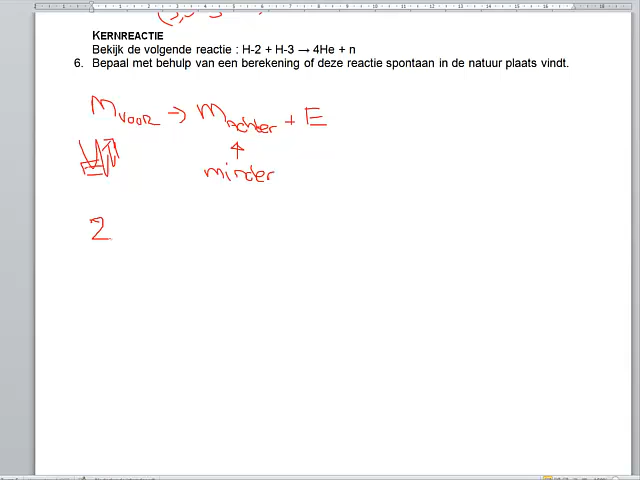 KERNREACTIE
Bekijk de volgende reactie : H-2 + H-3 → 4He + n
6. Bepaal met behulp van een berekening of deze reactie spontaan in de natuur plaats vindt.
M voor → M achter + E
↑
minder
2